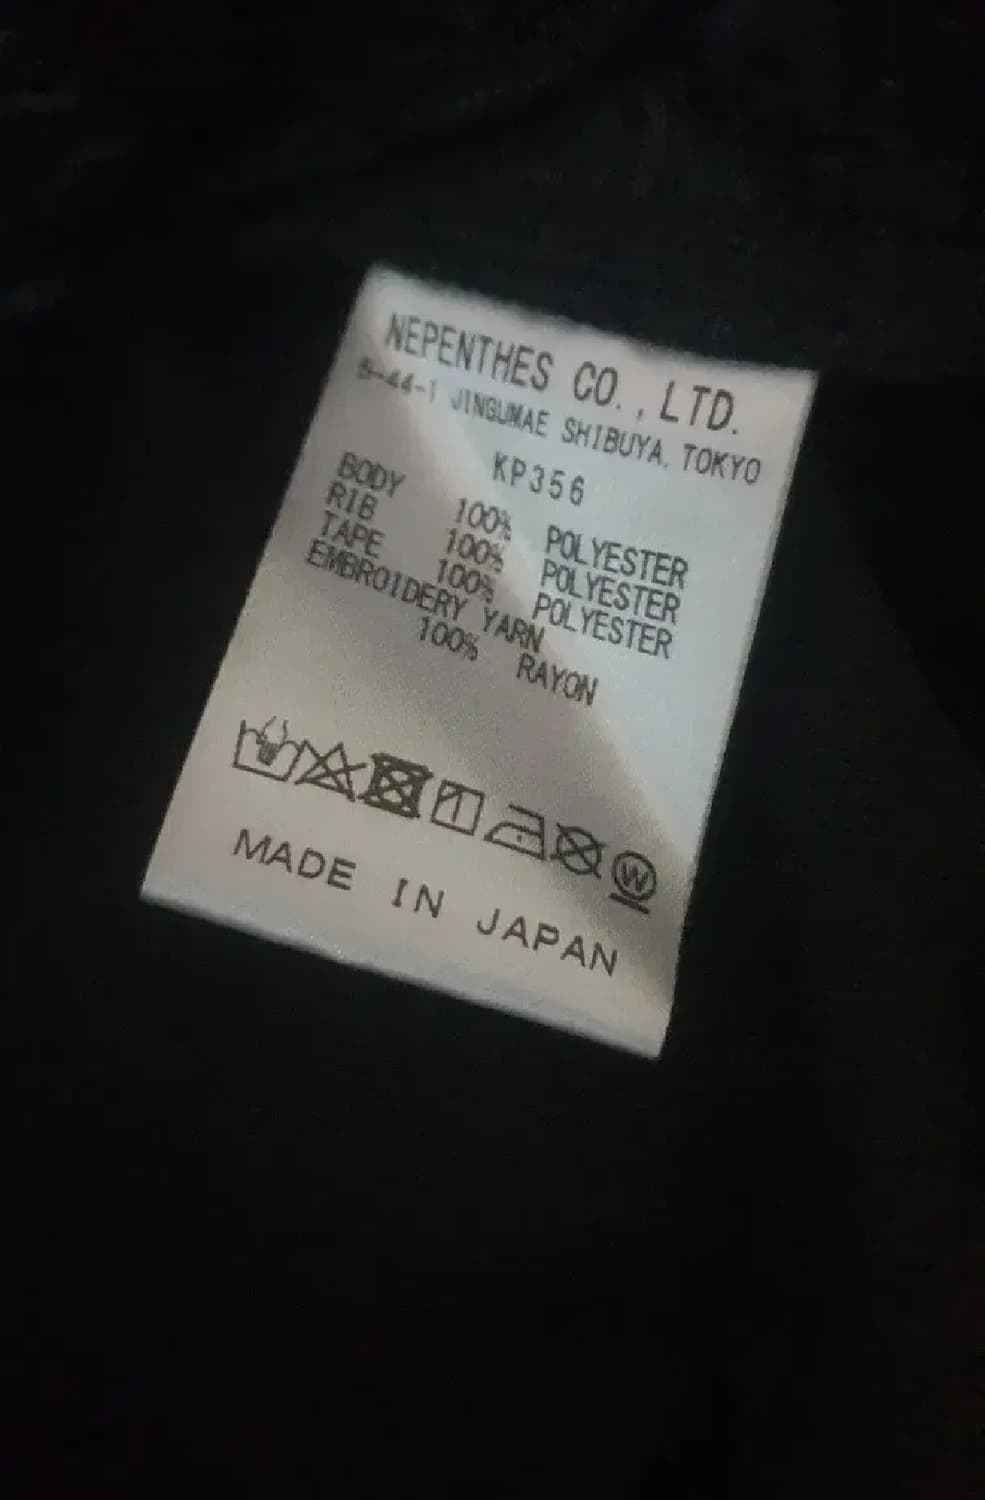 NEPENTHES CO., LTD.
5-44-1 JINGUMAE SHIBUYA, TOKYO
KP356
BODY 100% POLYESTER
RIB 100% POLYESTER
TAPE 100% POLYESTER
EMBROIDERY YARN
100% RAYON
W
MADE IN JAPAN